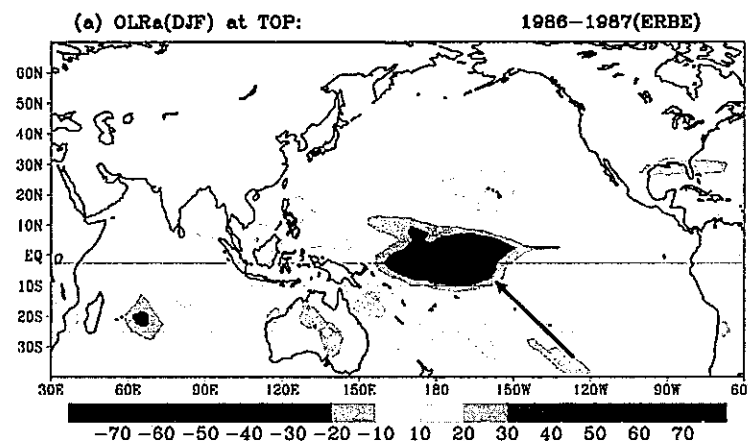 (a) OLRa(DJF) at TOP: 1986-1987(ERBE)
60N
50N
40N
30N
20N
10N
EQ
10S
20S
30S
30E 60E 90E 120E 150E 180 150W 120W 90W 60W
-70 -60 -50 -40 -30 -20 -10 10 20 30 40 50 60 70